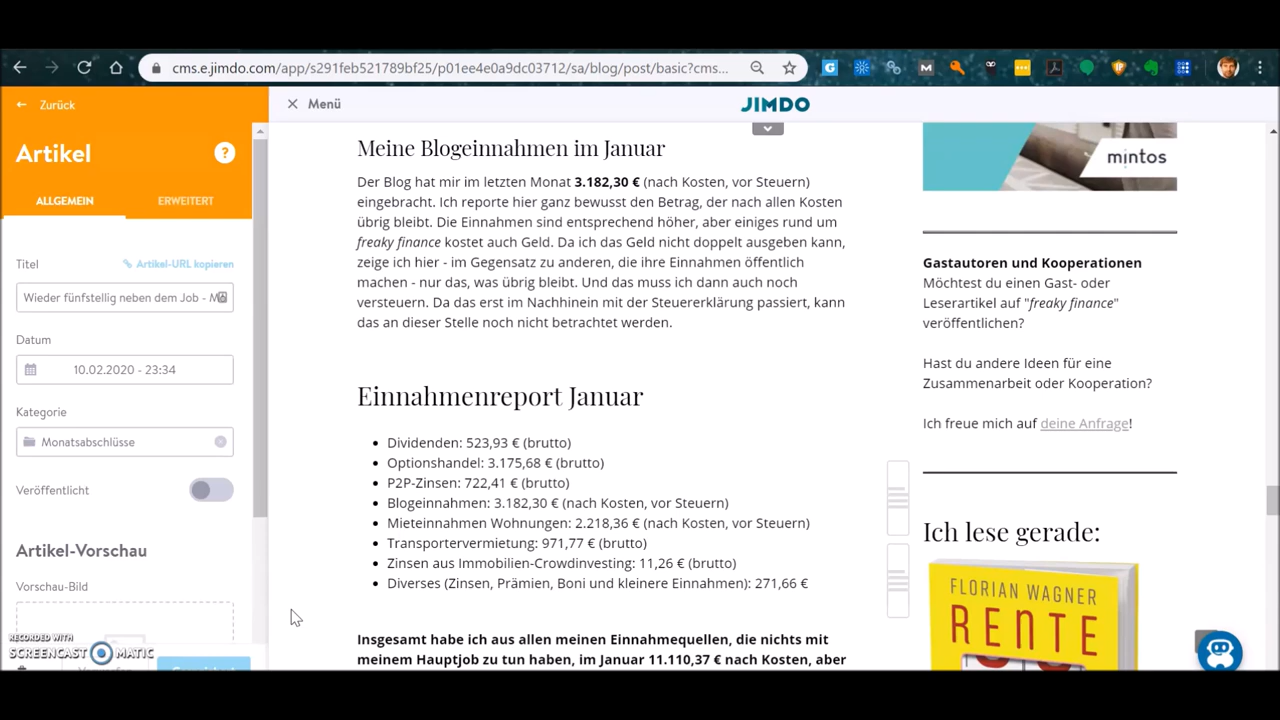 cms.e.jimdo.com/app/s291feb521789bf25/p01ee4e0a9dc03712/sa/blog/post/basic?cms...
Zurück
Artikel
?
ALLGEMEIN
ERWEITERT
Titel
Artikel-URL kopieren
Wieder fünfstellig neben dem Job - M
Datum
10.02.2020 - 23:34
Kategorie
Monatsabschlüsse
Veröffentlicht
Artikel-Vorschau
Vorschau-Bild
RECORDED WITH
SCREENCAST MATIC
Menü
JIMDO
Meine Blogeinnahmen im Januar
Der Blog hat mir im letzten Monat 3.182,30 € (nach Kosten, vor Steuern)
eingebracht. Ich reporte hier ganz bewusst den Betrag, der nach allen Kosten
übrig bleibt. Die Einnahmen sind entsprechend höher, aber einiges rund um
freaky finance kostet auch Geld. Da ich das Geld nicht doppelt ausgeben kann,
zeige ich hier - im Gegensatz zu anderen, die ihre Einnahmen öffentlich
machen - nur das, was übrig bleibt. Und das muss ich dann auch noch
versteuern. Da das erst im Nachhinein mit der Steuererklärung passiert, kann
das an dieser Stelle noch nicht betrachtet werden.
Einnahmenreport Januar
Dividenden: 523,93 € (brutto)
Optionshandel: 3.175,68 € (brutto)
P2P-Zinsen: 722,41 € (brutto)
Blogeinnahmen: 3.182,30 € (nach Kosten, vor Steuern)
Mieteinnahmen Wohnungen: 2.218,36 € (nach Kosten, vor Steuern)
Transportervermietung: 971,77 € (brutto)
Zinsen aus Immobilien-Crowdinvesting: 11,26 € (brutto)
Diverses (Zinsen, Prämien, Boni und kleinere Einnahmen): 271,66 €
Insgesamt habe ich aus allen meinen Einnahmequellen, die nichts mit
meinem Hauptjob zu tun haben, im Januar 11.110,37 € nach Kosten, aber
mintos
Gastautoren und Kooperationen
Möchtest du einen Gast- oder
Leserartikel auf "freaky finance"
veröffentlichen?
Hast du andere Ideen für eine
Zusammenarbeit oder Kooperation?
Ich freue mich auf deine Anfrage!
Ich lese gerade:
FLORIAN WAGNER
RENTE